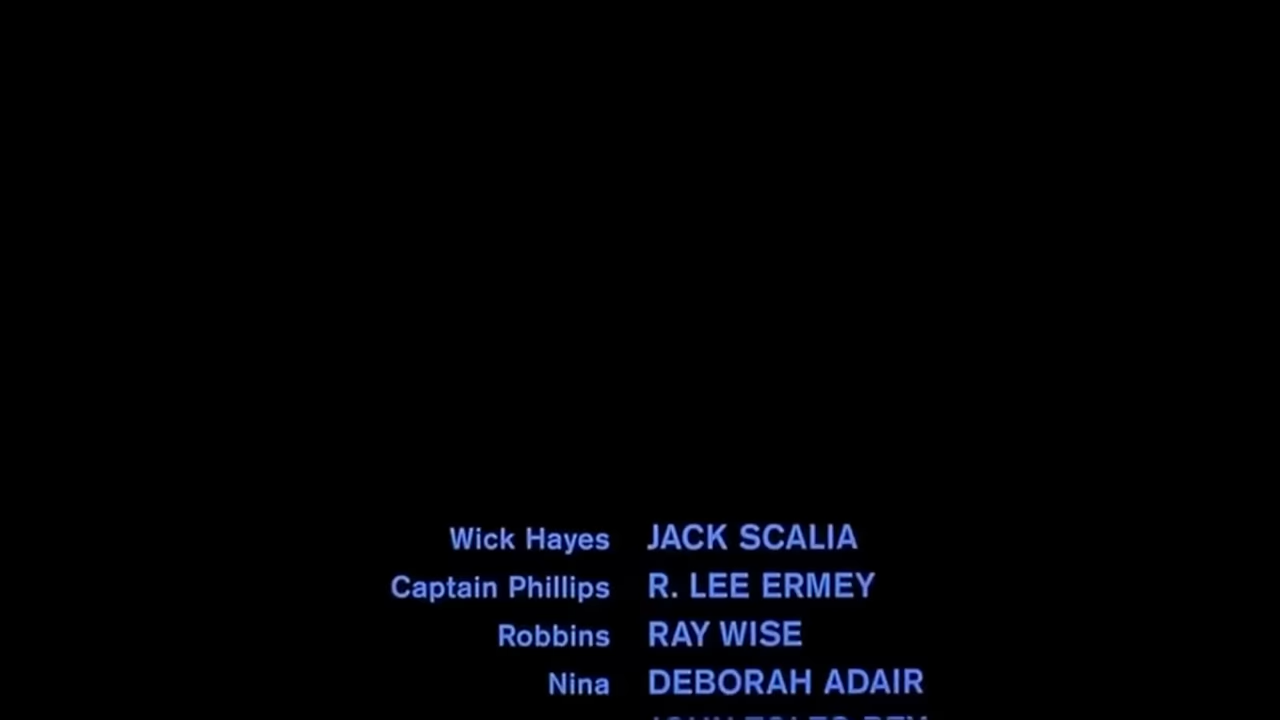 Wick Hayes JACK SCALIA
Captain Phillips R. LEE ERMEY
Robbins RAY WISE
Nina DEBORAH ADAIR